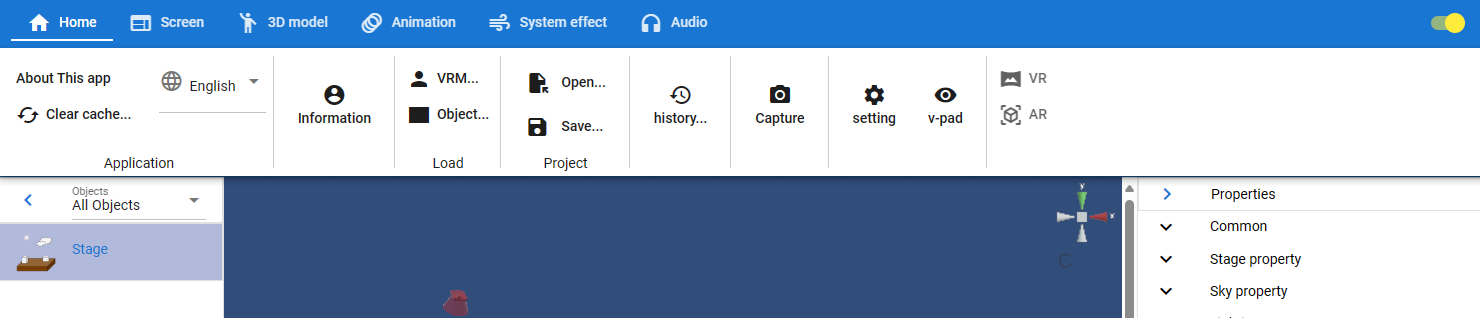 Home Screen 3D model Animation System effect Audio
About This app
English
Clear cache...
Application
Information
VRM...
Object...
Load
Open...
Save...
Project
history...
Capture
setting
v-pad
VR
AR
Objects
All Objects
Stage
y
x
C
Properties
Common
Stage property
Sky property